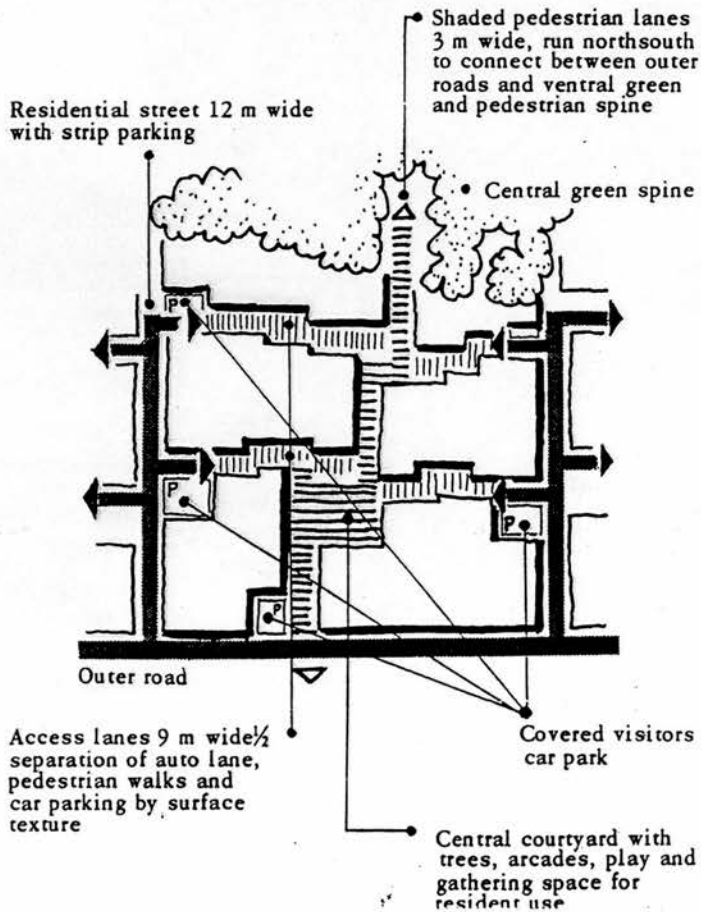 Shaded pedestrian lanes
3 m wide, run northsouth
to connect between outer
roads and ventral green
and pedestrian spine
Residential street 12 m wide
with strip parking
Central green spine
P
P
P
P
Outer road
Access lanes 9 m wide½
separation of auto lane,
pedestrian walks and
car parking by surface
texture
Covered visitors
car park
Central courtyard with
trees, arcades, play and
gathering space for
resident use